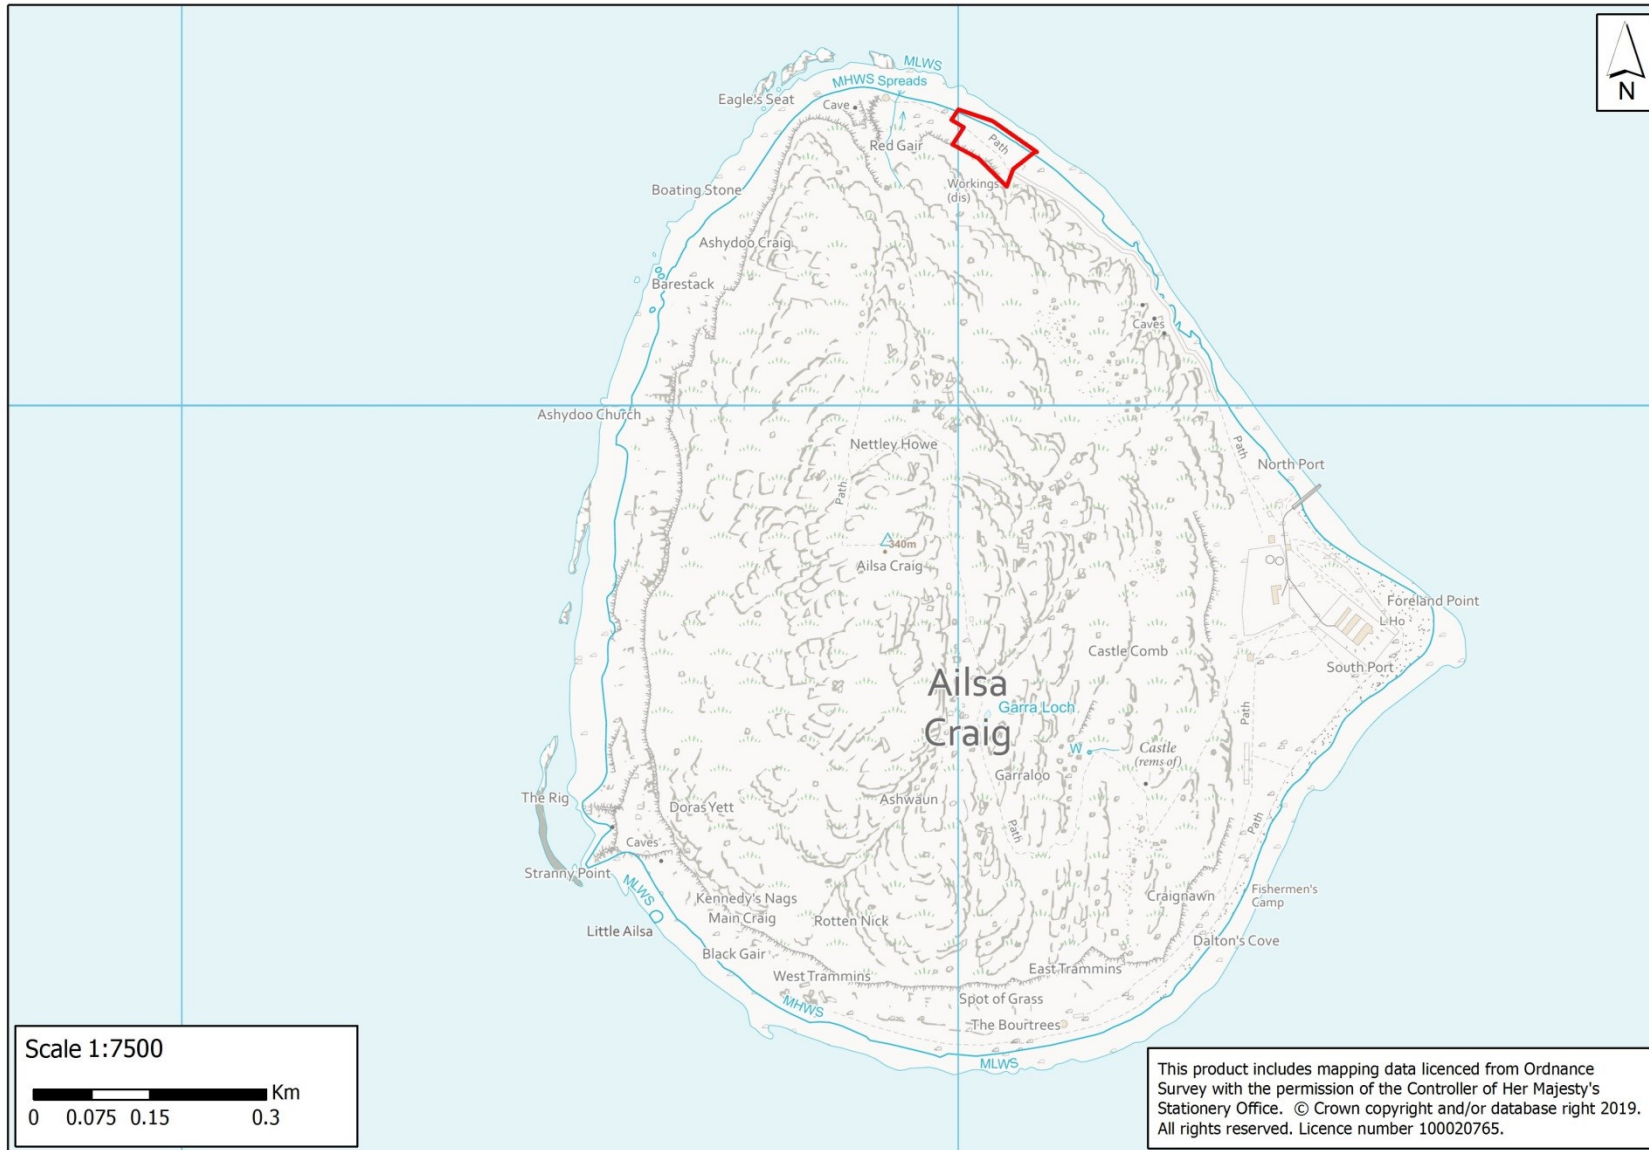 MLWS
MHWS Spreads
N
Eagle's Seat
Cave
Path
Red Gair
Workings
(dis)
Boating Stone
Ashydoo Craig
Barestack
Caves
Ashydoo Church
Nettley Howe
Path
North Port
Path
340m
Ailsa Craig
Foreland Point
L Ho
Castle Comb
South Port
Ailsa
Craig
Garra Loch
Path
W
Castle
(rems of)
Garraloo
The Rig
Doras Yett
Ashwaun
Path
Path
Caves
Stranny Point
MLWS
Kennedy's Nags
Main Craig
Rotten Nick
Craignawn
Fishermen's
Camp
Little Ailsa
Black Gair
Dalton's Cove
West Trammins
East Trammins
MHWS
Spot of Grass
The Bourtrees
MLWS
Scale 1:7500
Km
0 0.075 0.15 0.3
This product includes mapping data licenced from Ordnance
Survey with the permission of the Controller of Her Majesty's
Stationery Office. © Crown copyright and/or database right 2019.
All rights reserved. Licence number 100020765.